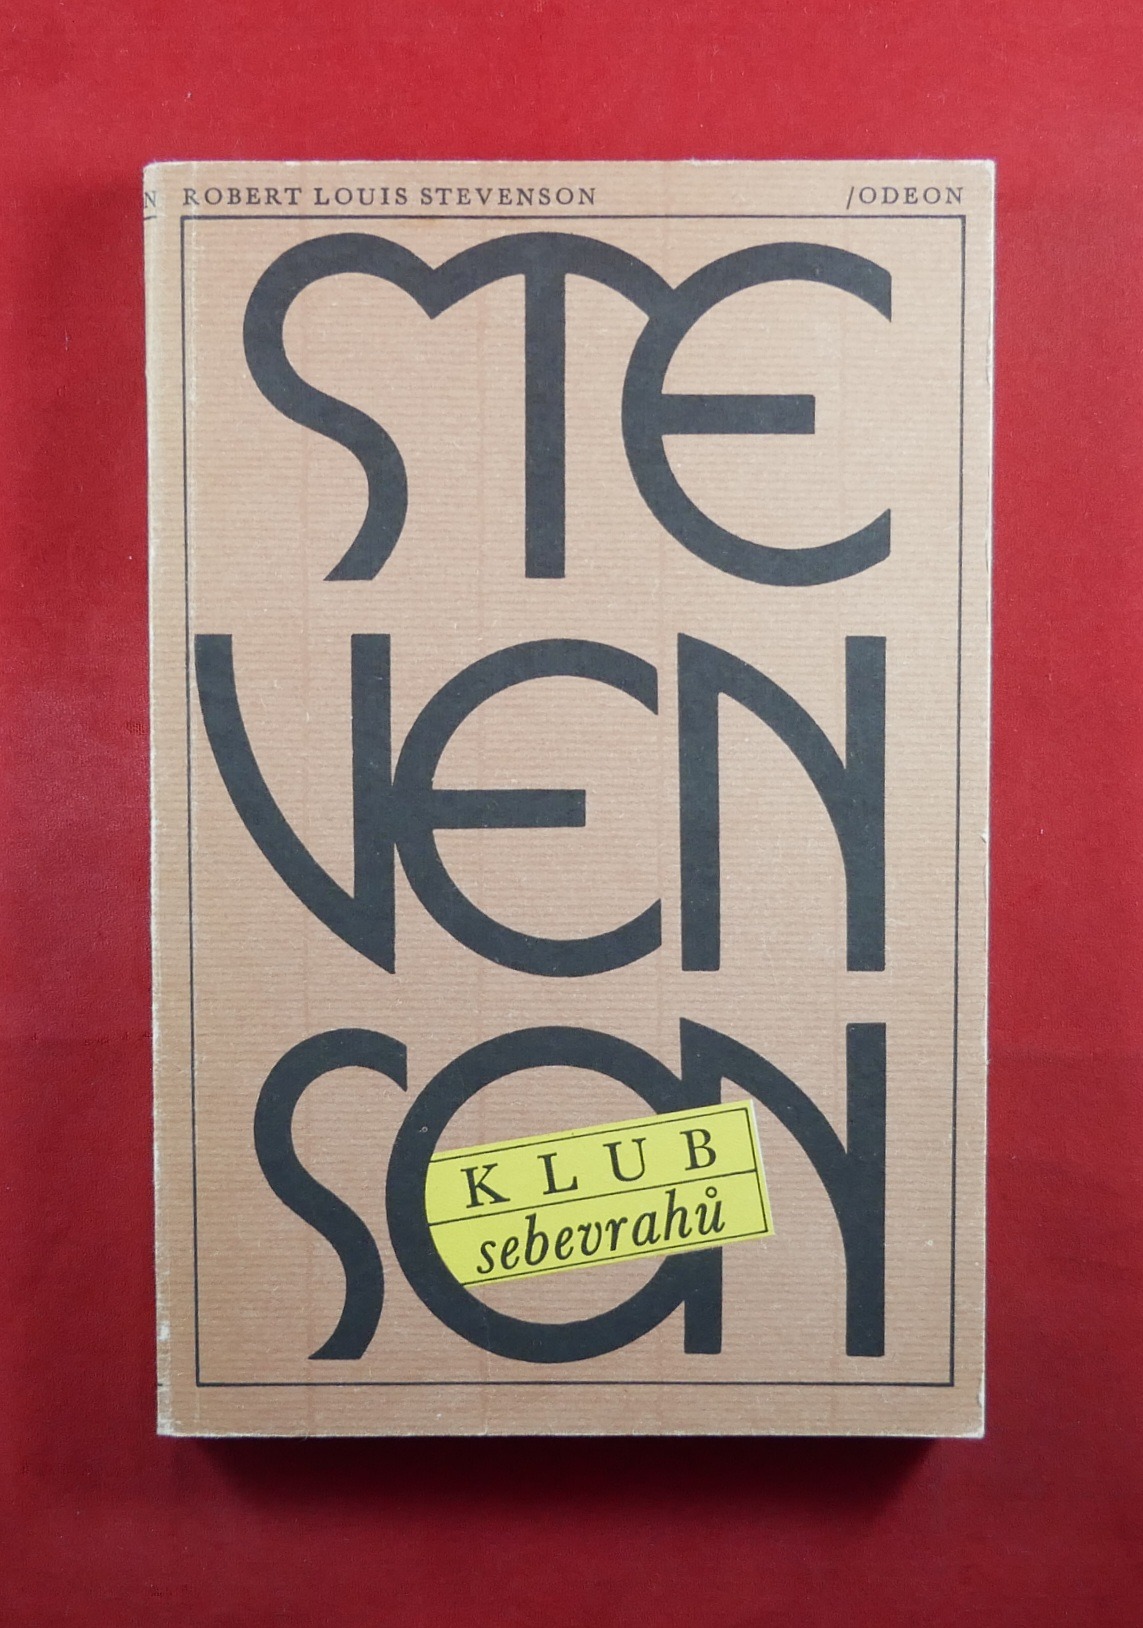 N
ROBERT LOUIS STEVENSON /ODEON
STE
VEN
SON
KLUB
sebevrahů